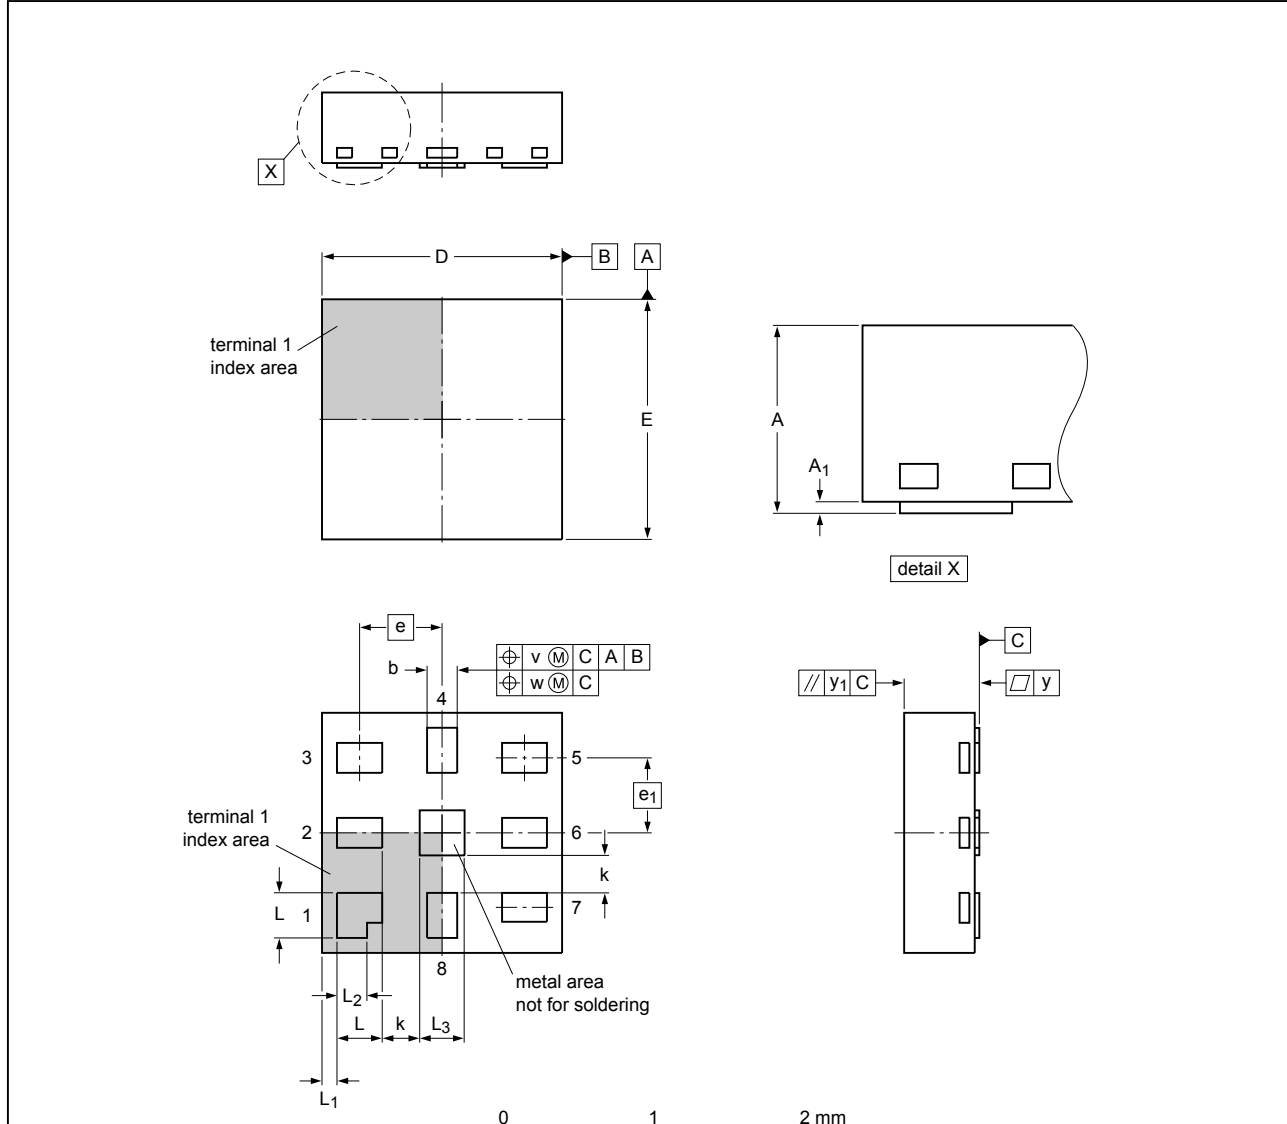 X
D
B
A
terminal 1
index area
E
A
A1
detail X
e
b
v M C A B
w M C
4
3
5
e1
terminal 1
index area
2
6
k
L
1
7
8
metal area
not for soldering
L2
L
k
L3
L1
C
// y1 C
y
0
1
2 mm